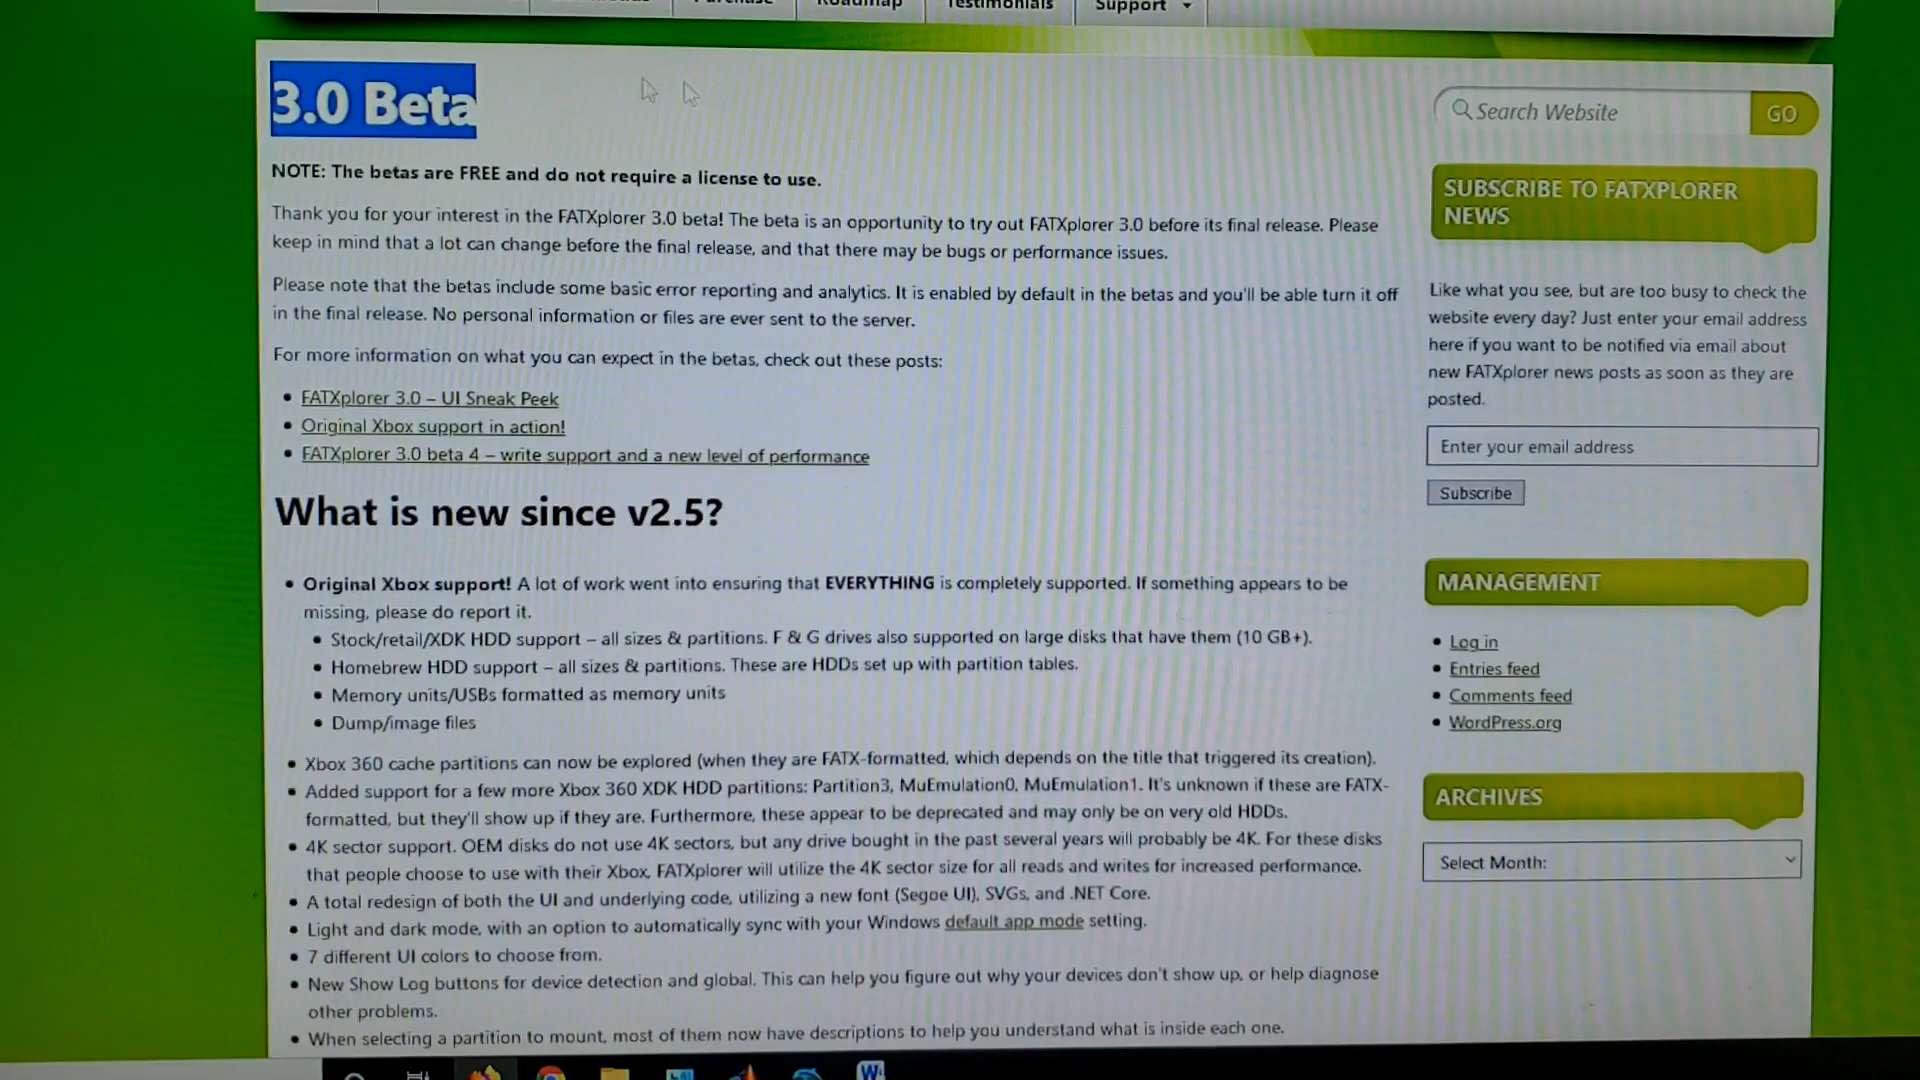 Purchase
Roadmap
Testimonials
Support
3.0 Beta
NOTE: The betas are FREE and do not require a license to use.
Thank you for your interest in the FATXplorer 3.0 beta! The beta is an opportunity to try out FATXplorer 3.0 before its final release. Please
keep in mind that a lot can change before the final release, and that there may be bugs or performance issues.
Please note that the betas include some basic error reporting and analytics. It is enabled by default in the betas and you'll be able turn it off
in the final release. No personal information or files are ever sent to the server.
For more information on what you can expect in the betas, check out these posts:
• FATXplorer 3.0 – UI Sneak Peek
• Original Xbox support in action!
• FATXplorer 3.0 beta 4 – write support and a new level of performance
What is new since v2.5?
• Original Xbox support! A lot of work went into ensuring that EVERYTHING is completely supported. If something appears to be
missing, please do report it.
• Stock/retail/XDK HDD support – all sizes & partitions. F & G drives also supported on large disks that have them (10 GB+).
• Homebrew HDD support – all sizes & partitions. These are HDDs set up with partition tables.
• Memory units/USBs formatted as memory units
• Dump/image files
• Xbox 360 cache partitions can now be explored (when they are FATX-formatted, which depends on the title that triggered its creation).
• Added support for a few more Xbox 360 XDK HDD partitions: Partition3, MuEmulation0, MuEmulation1. It's unknown if these are FATX-
formatted, but they'll show up if they are. Furthermore, these appear to be deprecated and may only be on very old HDDs.
• 4K sector support. OEM disks do not use 4K sectors, but any drive bought in the past several years will probably be 4K. For these disks
that people choose to use with their Xbox, FATXplorer will utilize the 4K sector size for all reads and writes for increased performance.
• A total redesign of both the UI and underlying code, utilizing a new font (Segoe UI), SVGs, and .NET Core.
• Light and dark mode, with an option to automatically sync with your Windows default app mode setting.
• 7 different UI colors to choose from.
• New Show Log buttons for device detection and global. This can help you figure out why your devices don't show up, or help diagnose
other problems.
• When selecting a partition to mount, most of them now have descriptions to help you understand what is inside each one.
Search Website
GO
SUBSCRIBE TO FATXPLORER
NEWS
Like what you see, but are too busy to check the
website every day? Just enter your email address
here if you want to be notified via email about
new FATXplorer news posts as soon as they are
posted.
Enter your email address
Subscribe
MANAGEMENT
• Log in
• Entries feed
• Comments feed
• WordPress.org
ARCHIVES
Select Month:
W